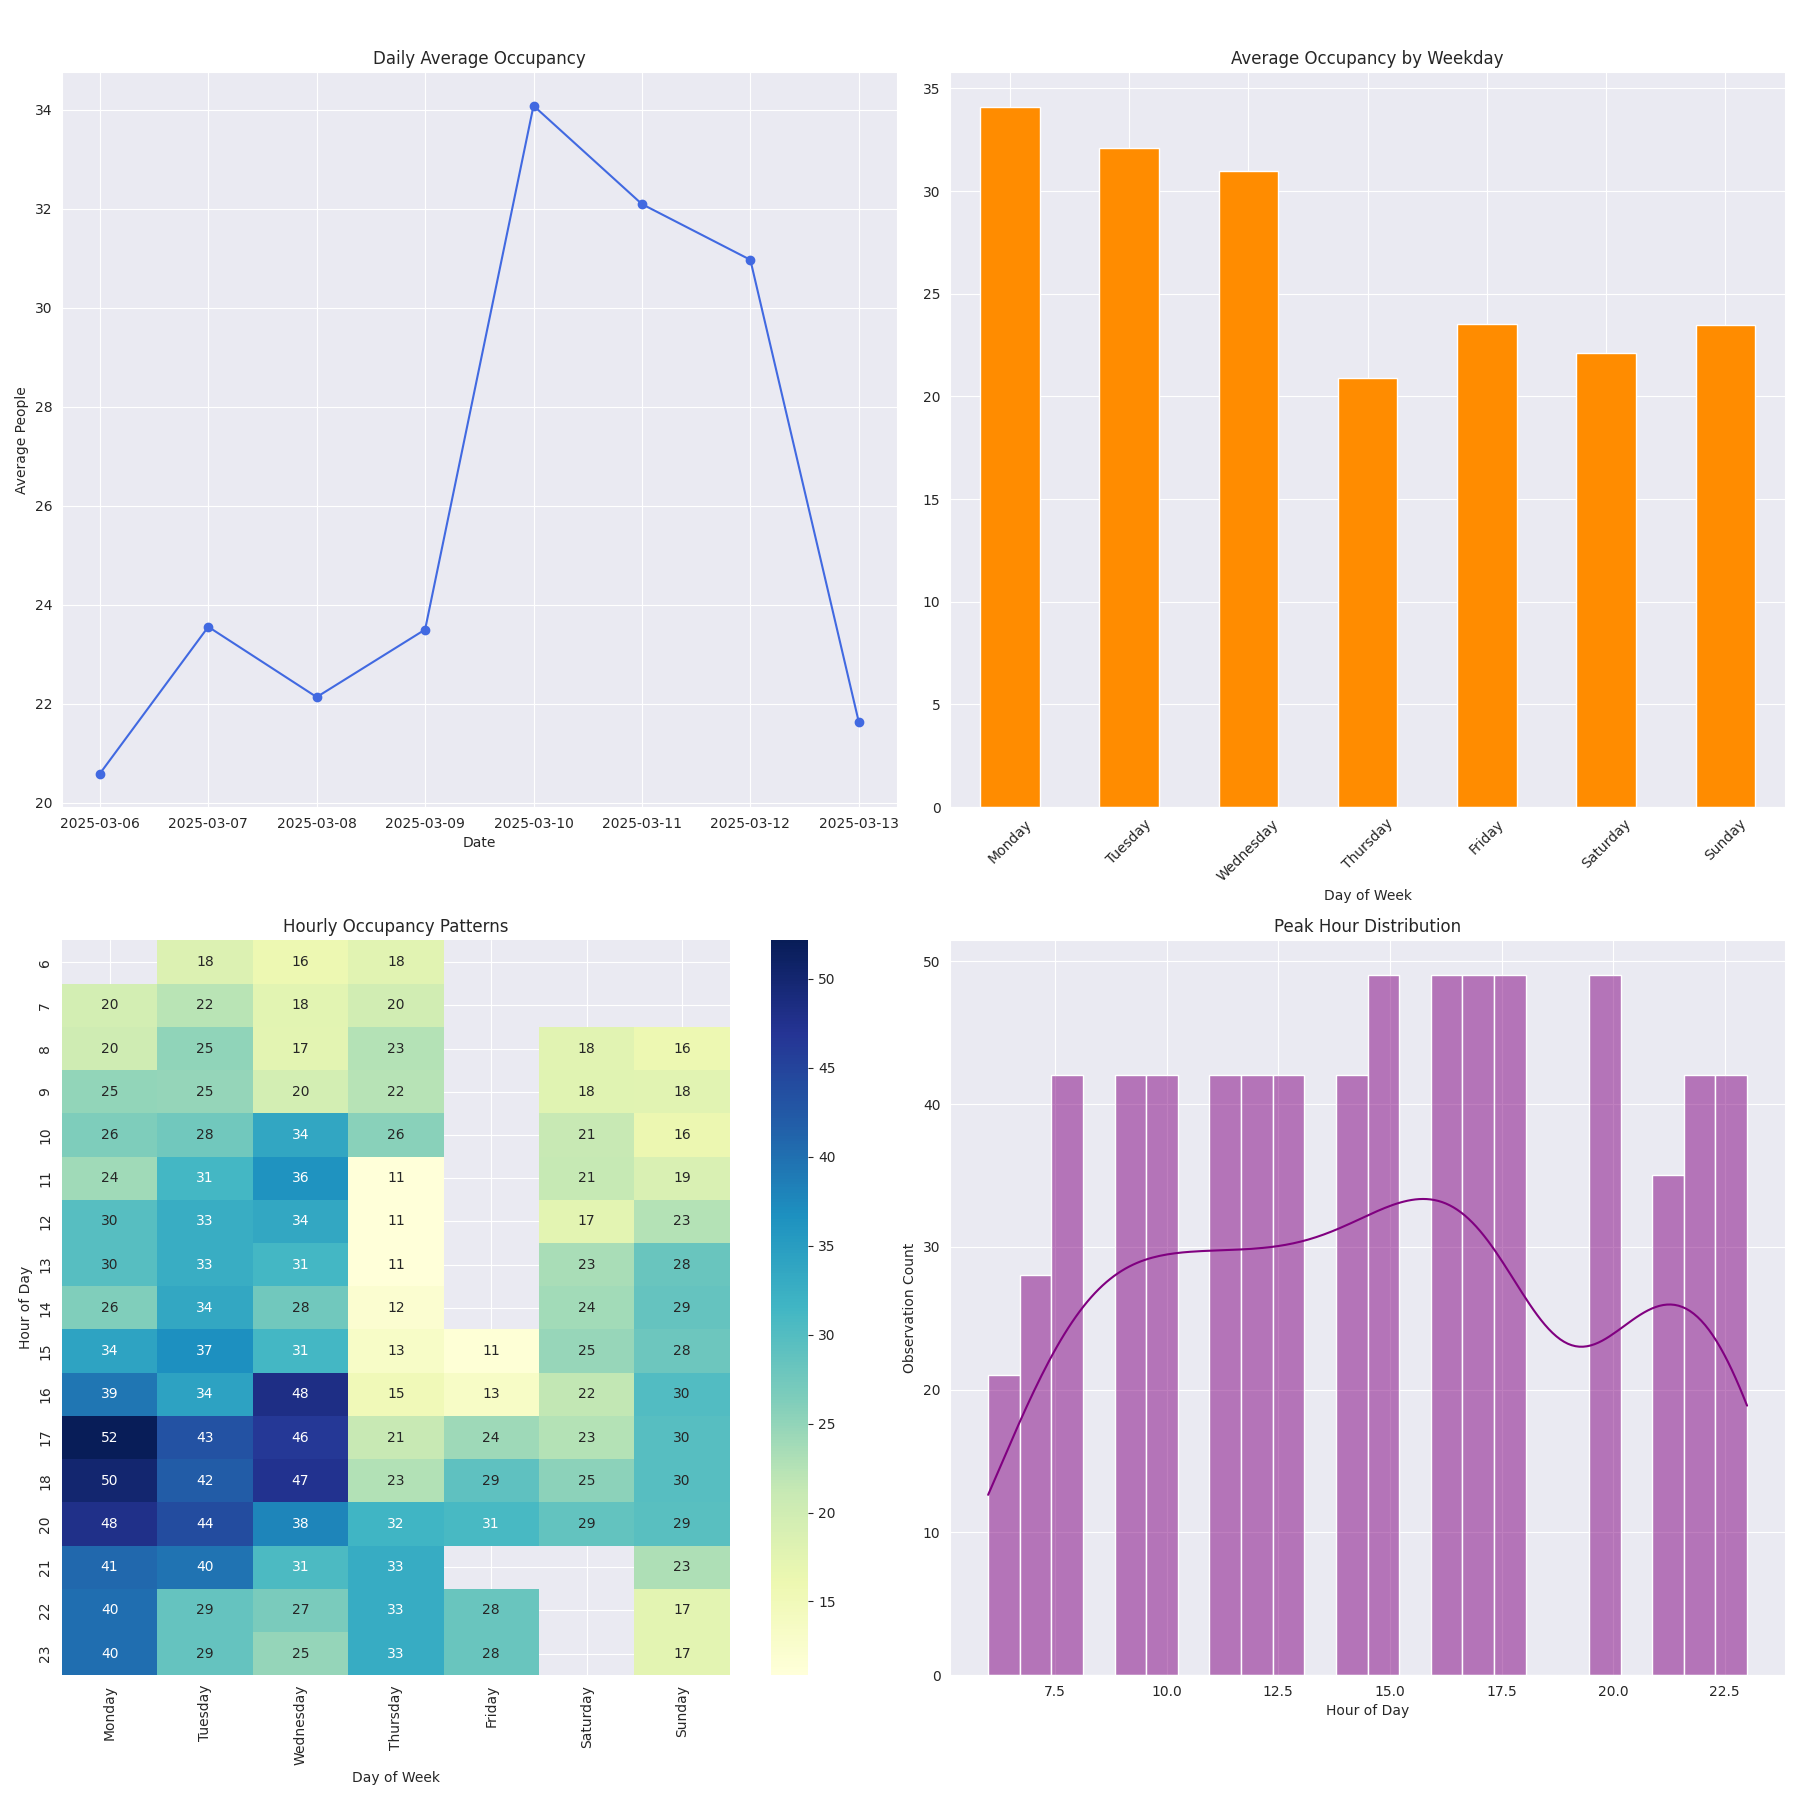 Daily Average Occupancy
34
32
30
28
26
24
22
20
Average People
2025-03-06 2025-03-07 2025-03-08 2025-03-09 2025-03-10 2025-03-11 2025-03-12 2025-03-13
Date
Average Occupancy by Weekday
35
30
25
20
15
10
5
0
Monday Tuesday Wednesday Thursday Friday Saturday Sunday
Day of Week
Hourly Occupancy Patterns
Hour of Day
6 18 16 18
7 20 22 18 20
8 20 25 17 23 18 16
9 25 25 20 22 18 18
10 26 28 34 26 21 16
11 24 31 36 11 21 19
12 30 33 34 11 17 23
13 30 33 31 11 23 28
14 26 34 28 12 24 29
15 34 37 31 13 11 25 28
16 39 34 48 15 13 22 30
17 52 43 46 21 24 23 30
18 50 42 47 23 29 25 30
20 48 44 38 32 31 29 29
21 41 40 31 33 23
22 40 29 27 33 28 17
23 40 29 25 33 28 17
Monday Tuesday Wednesday Thursday Friday Saturday Sunday
Day of Week
50
45
40
35
30
25
20
15
Peak Hour Distribution
50
40
30
20
10
0
Observation Count
7.5 10.0 12.5 15.0 17.5 20.0 22.5
Hour of Day